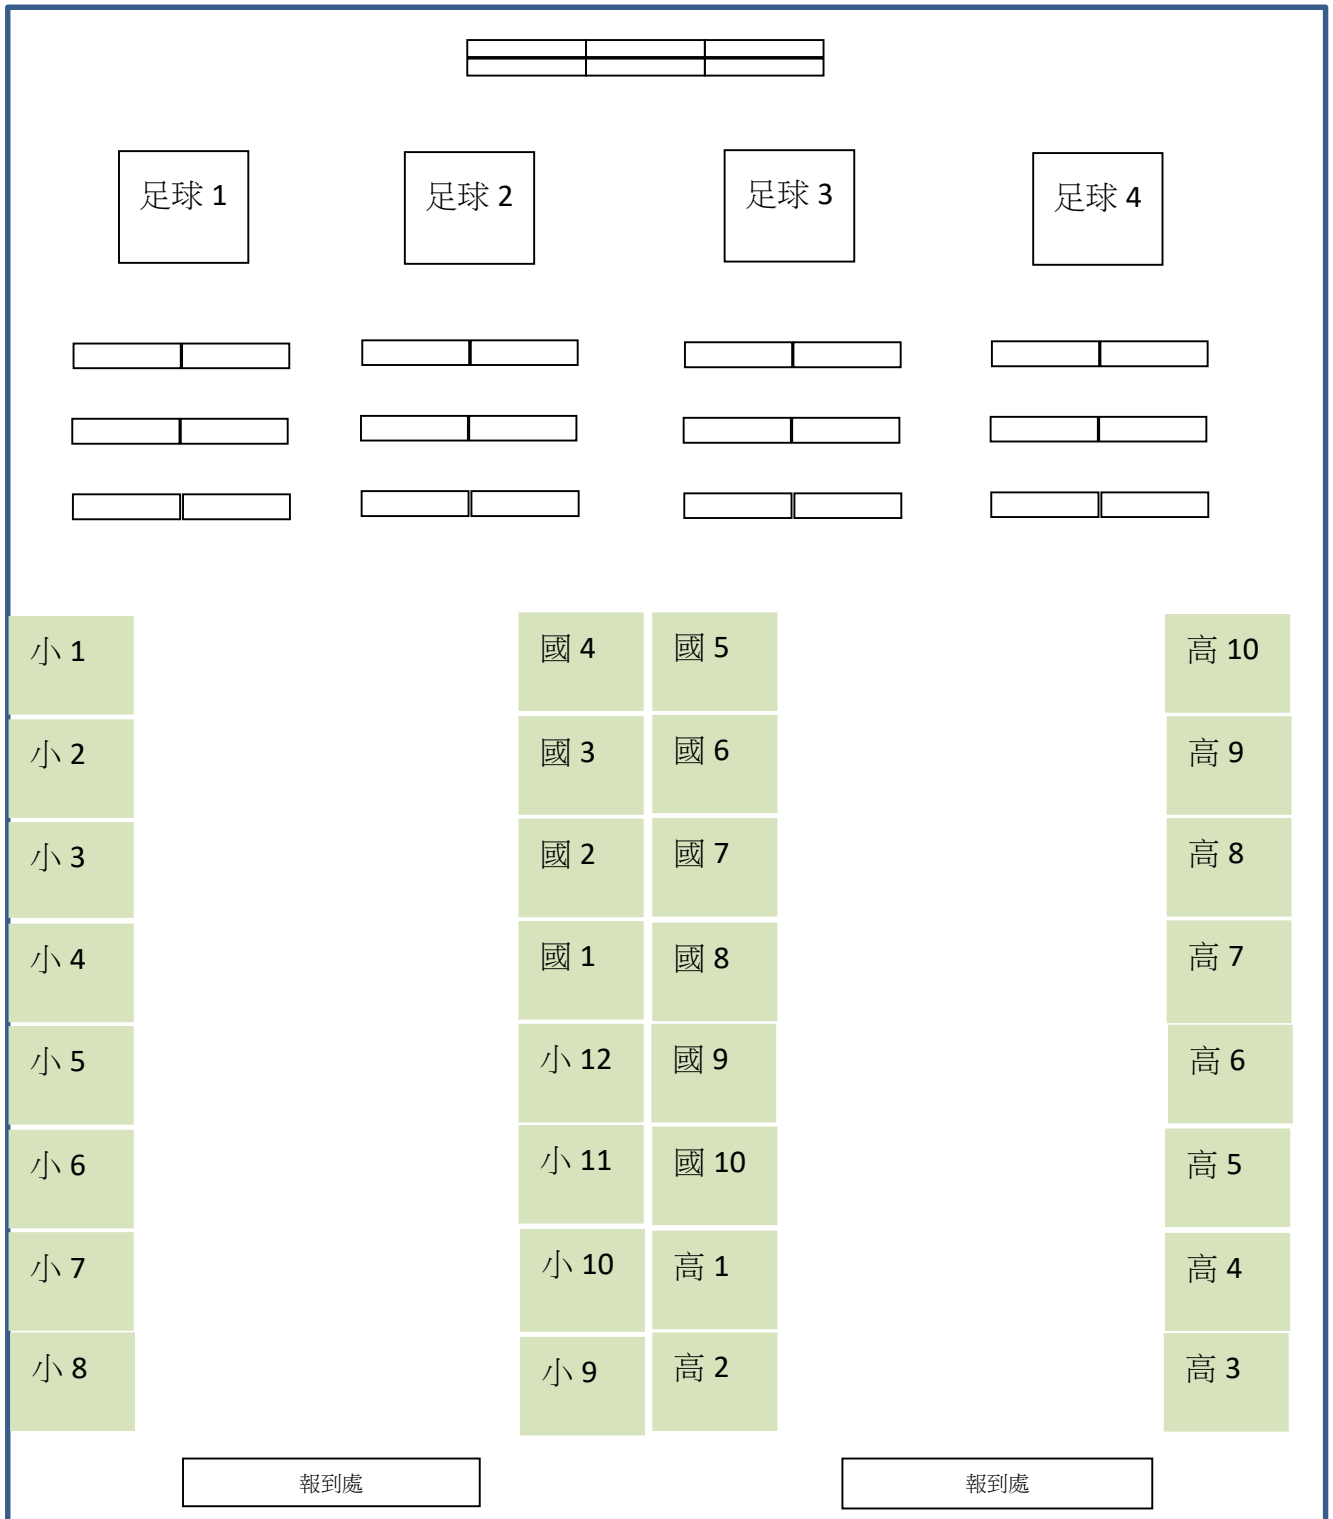 足球 1
足球 2
足球 3
足球 4
小 1
國 4
國 5
高 10
小 2
國 3
國 6
高 9
小 3
國 2
國 7
高 8
小 4
國 1
國 8
高 7
小 5
小 12
國 9
高 6
小 6
小 11
國 10
高 5
小 7
小 10
高 1
高 4
小 8
小 9
高 2
高 3
報到處
報到處